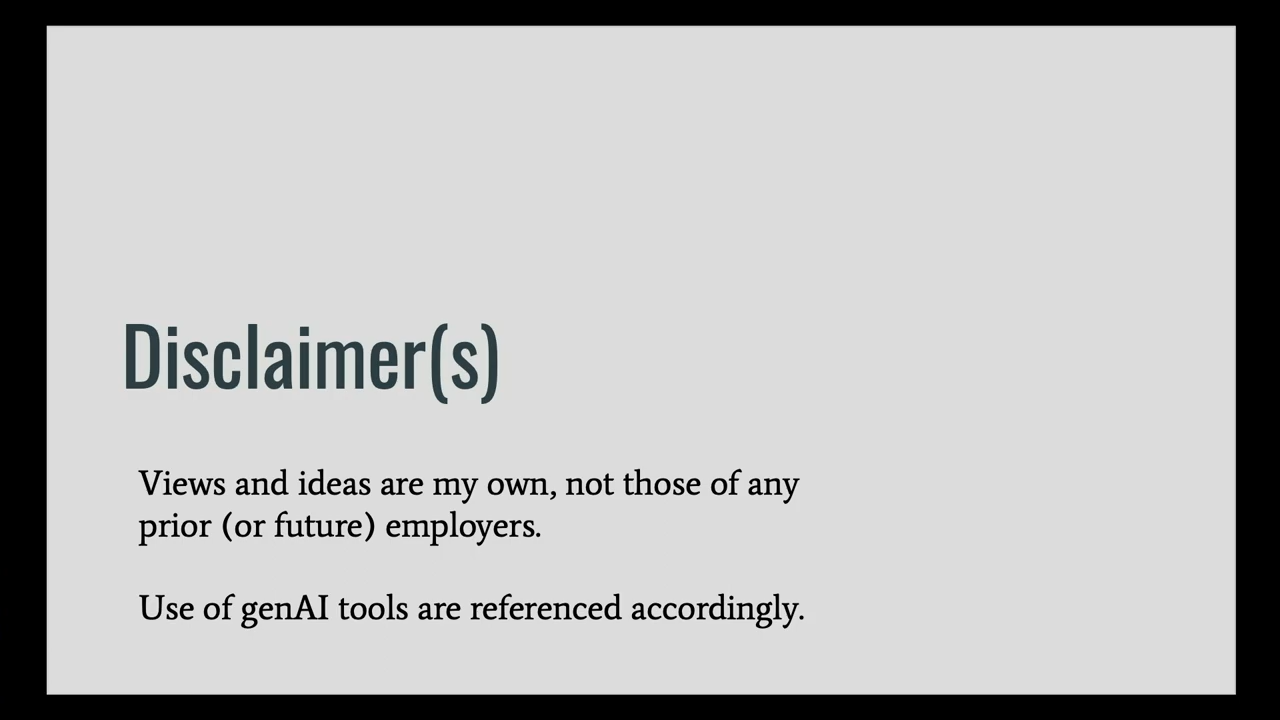 Disclaimer(s)
Views and ideas are my own, not those of any
prior (or future) employers.
Use of genAI tools are referenced accordingly.